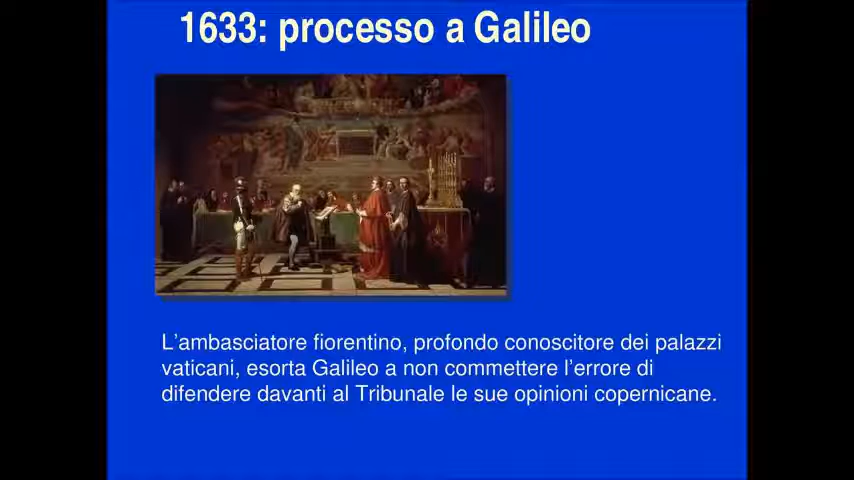 1633: processo a Galileo
L'ambasciatore fiorentino, profondo conoscitore dei palazzi
vaticani, esorta Galileo a non commettere l'errore di
difendere davanti al Tribunale le sue opinioni copernicane.